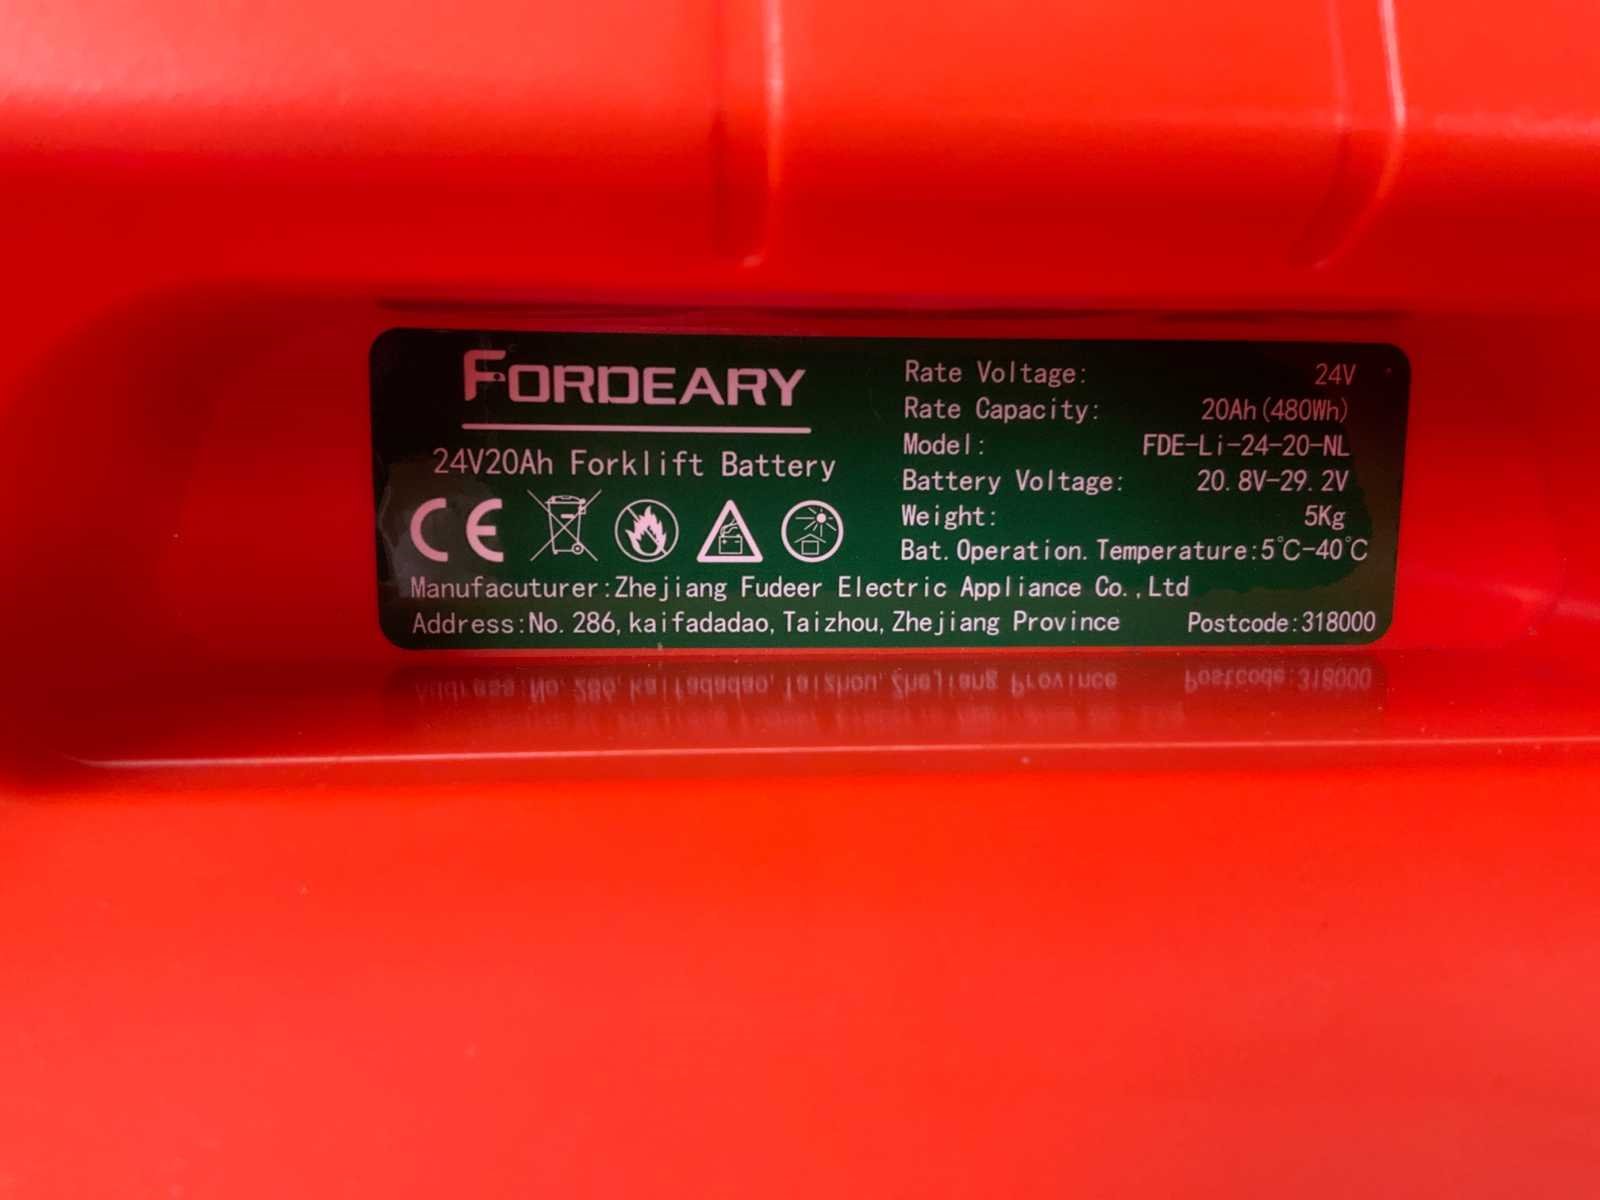 FORDEARY
24V20Ah Forklift Battery
CE
Rate Voltage: 24V
Rate Capacity: 20Ah(480Wh)
Model: FDE-Li-24-20-NL
Battery Voltage: 20.8V-29.2V
Weight: 5Kg
Bat.Operation.Temperature:5℃-40℃
Manufacuturer:Zhejiang Fudeer Electric Appliance Co.,Ltd
Address:No.286,kaifadadao,Taizhou,Zhejiang Province Postcode:318000